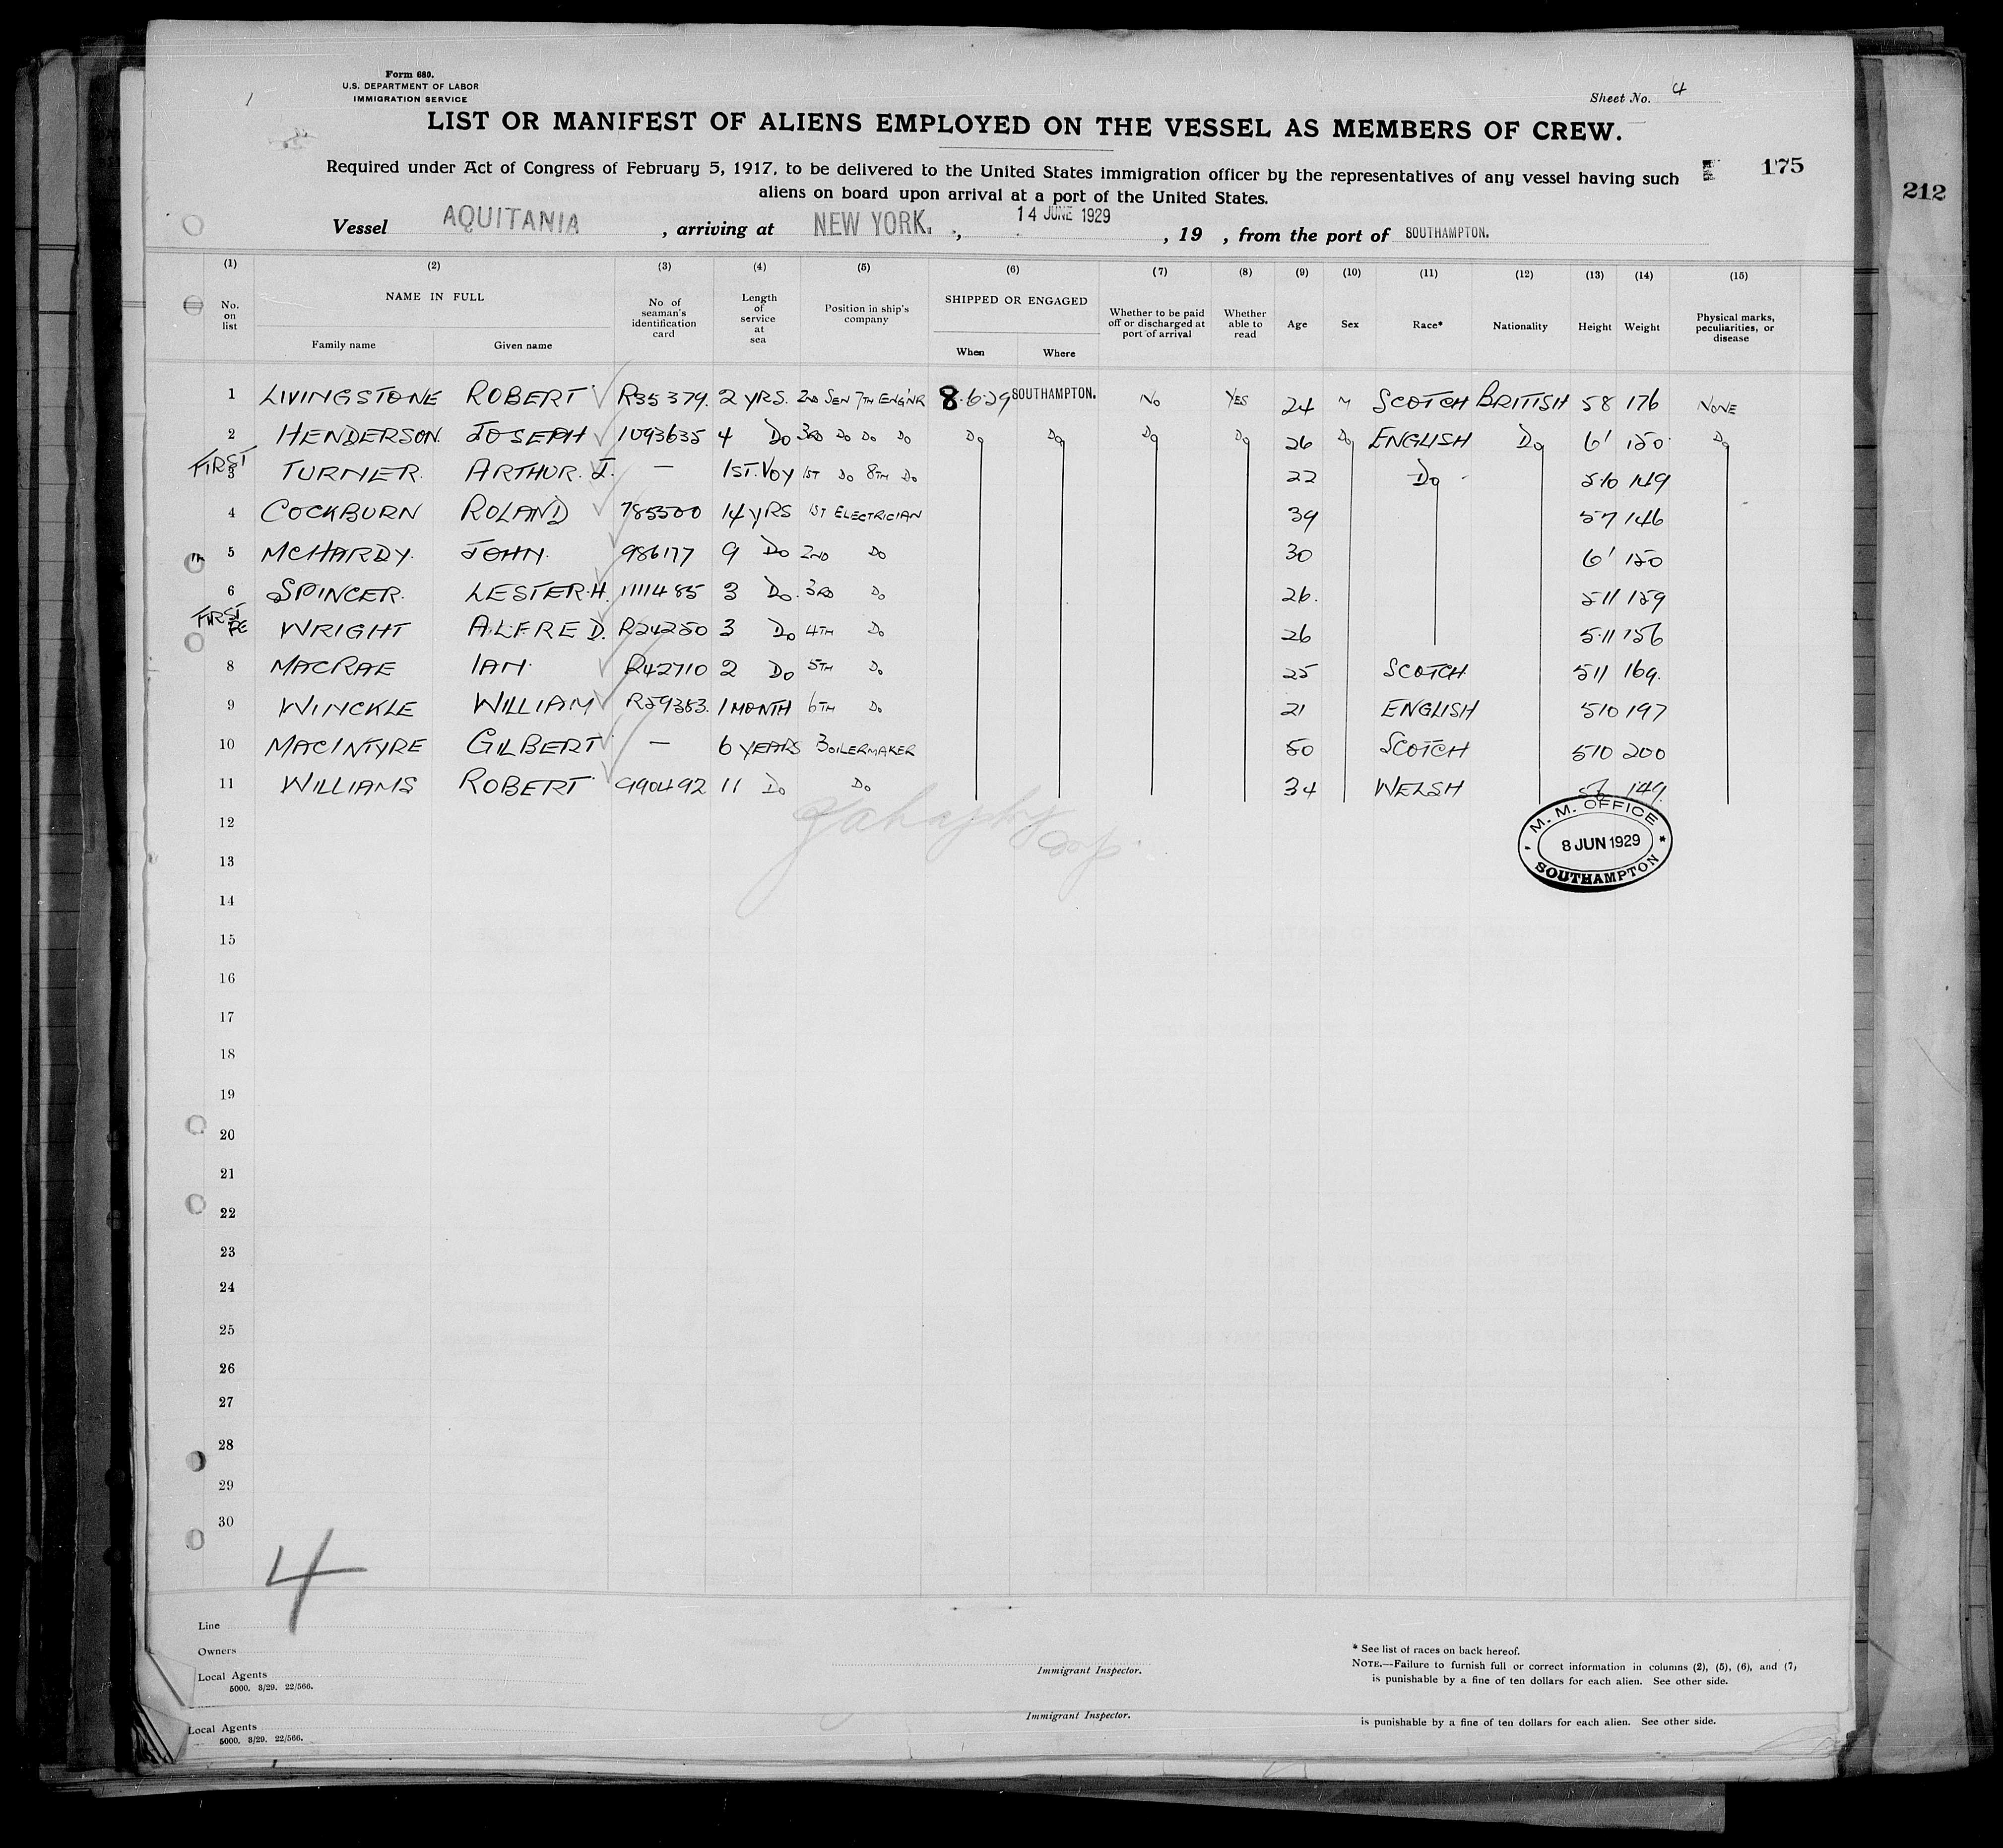 Form 680.
U.S. DEPARTMENT OF LABOR
IMMIGRATION SERVICE
Sheet No. 4
LIST OR MANIFEST OF ALIENS EMPLOYED ON THE VESSEL AS MEMBERS OF CREW.
Required under Act of Congress of February 5, 1917, to be delivered to the United States immigration officer by the representatives of any vessel having such
aliens on board upon arrival at a port of the United States.
175
212
Vessel AQUITANIA , arriving at NEW YORK. , 14 JUNE 1929 , 19 , from the port of SOUTHAMPTON.
(1) (2) (3) (4) (5) (6) (7) (8) (9) (10) (11) (12) (13) (14) (15)
No. on list NAME IN FULL Family name Given name No. of seaman's identification card Length of service at sea Position in ship's company SHIPPED OR ENGAGED When Where Whether to be paid off or discharged at port of arrival Whether able to read Age Sex Race* Nationality Height Weight Physical marks, peculiarities, or disease
1 LIVINGSTONE ROBERT R35379. 2 YRS. 2ND SEN 7TH ENGNR 8.6.29 SOUTHAMPTON. NO YES 24 M SCOTCH BRITISH 58 176 NONE
2 HENDERSON. JOSEPH 1093635 4 DO 3RD DO DO DO DO DO DO DO 26 DO ENGLISH DO 6' 150 DO
FIRST 3 TURNER. ARTHUR. J. — 1ST. VOY 1ST DO 8TH DO 22 DO 510 149
4 COCKBURN ROLAND 785500 14 YRS 1ST ELECTRICIAN 39 57 146
5 MCHARDY. JOHN. 986177 9 DO 2ND DO 30 6' 150
6 SPINCER. LESTER.H. 1111485 3 DO. 3RD DO 26. 511 159
FIRST WRIGHT ALFRED. R24250 3 DO 4TH DO 26 5.11 156
8 MACRAE IAN R42710 2 DO 5TH DO 25 SCOTCH 511 169.
9 WINCKLE WILLIAM R59383. 1 MONTH 6TH DO 21 ENGLISH 510 197
10 MACINTYRE GILBERT — 6 YEARS BOILERMAKER 50 SCOTCH 510 200
11 WILLIAMS ROBERT 990492 11 DO DO 34 WELSH 56 149.
12
13
14
15
16
17
18
19
20
21
22
23
24
25
26
27
28
29
30
M. M. OFFICE
8 JUN 1929
SOUTHAMPTON
4
Line
Owners
Local Agents
5000. 3/29. 22/566.
Immigrant Inspector.
* See list of races on back hereof.
NOTE.—Failure to furnish full or correct information in columns (2), (5), (6), and (7)
is punishable by a fine of ten dollars for each alien. See other side.
Local Agents
5000. 3/29. 22/566.
Immigrant Inspector.
is punishable by a fine of ten dollars for each alien. See other side.